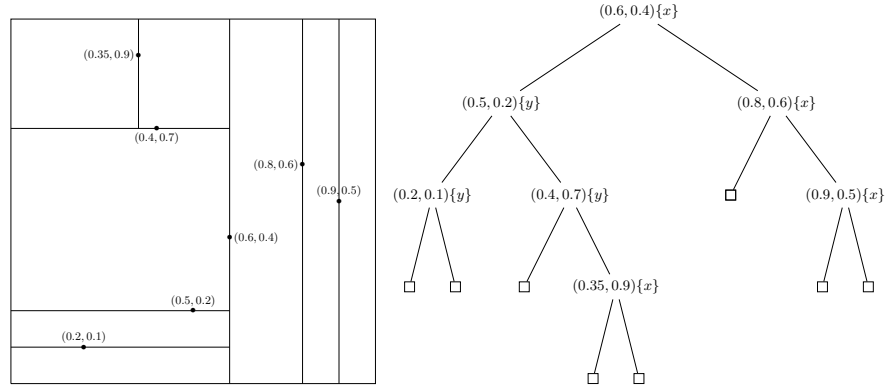 (0.35, 0.9)
(0.4, 0.7)
(0.8, 0.6)
(0.9, 0.5)
(0.6, 0.4)
(0.5, 0.2)
(0.2, 0.1)
(0.6, 0.4){x}
(0.5, 0.2){y}
(0.8, 0.6){x}
(0.2, 0.1){y}
(0.4, 0.7){y}
(0.9, 0.5){x}
(0.35, 0.9){x}